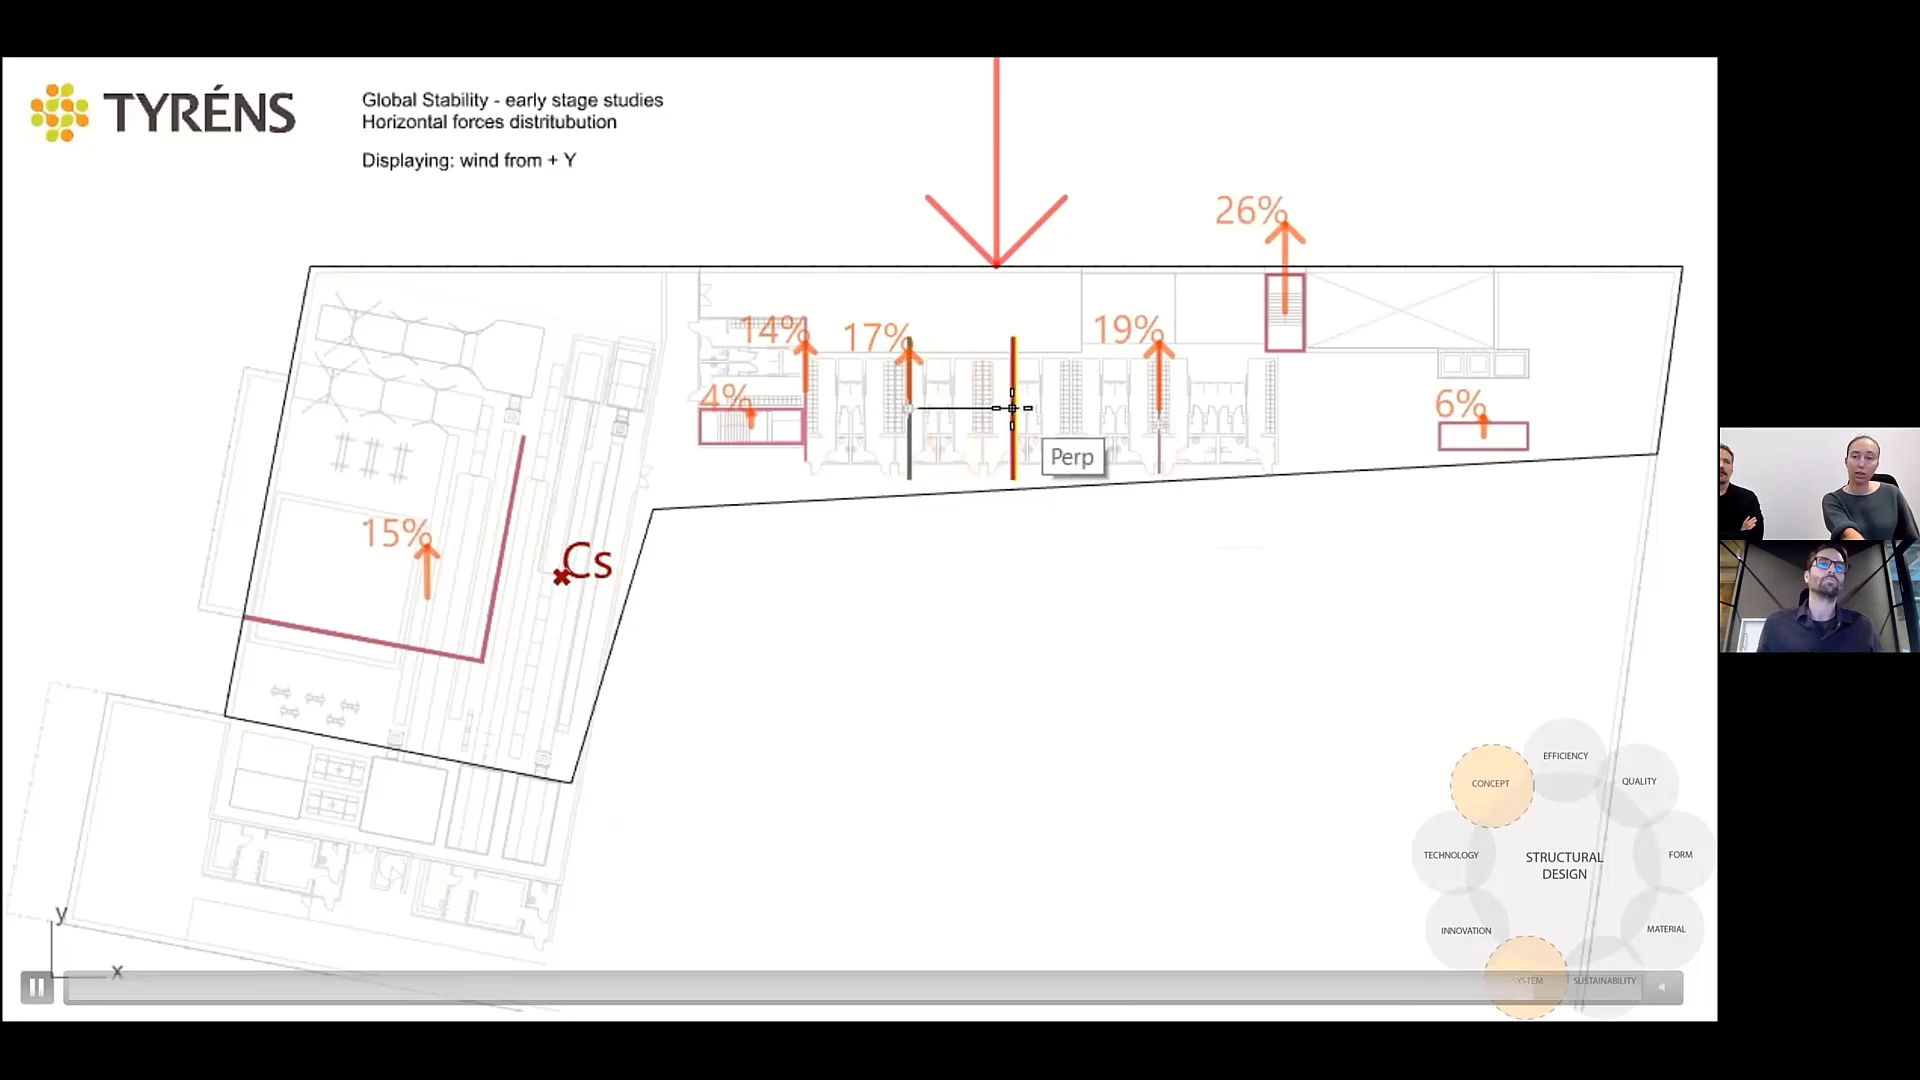 TYRÉNS
Global Stability - early stage studies
Horizontal forces distritubution
Displaying: wind from + Y
26%
14%
17%
19%
4%
6%
Perp
15%
Cs
EFFICIENCY
CONCEPT
QUALITY
TECHNOLOGY
STRUCTURAL
DESIGN
FORM
INNOVATION
MATERIAL
SYSTEM
SUSTAINABILITY
y
x